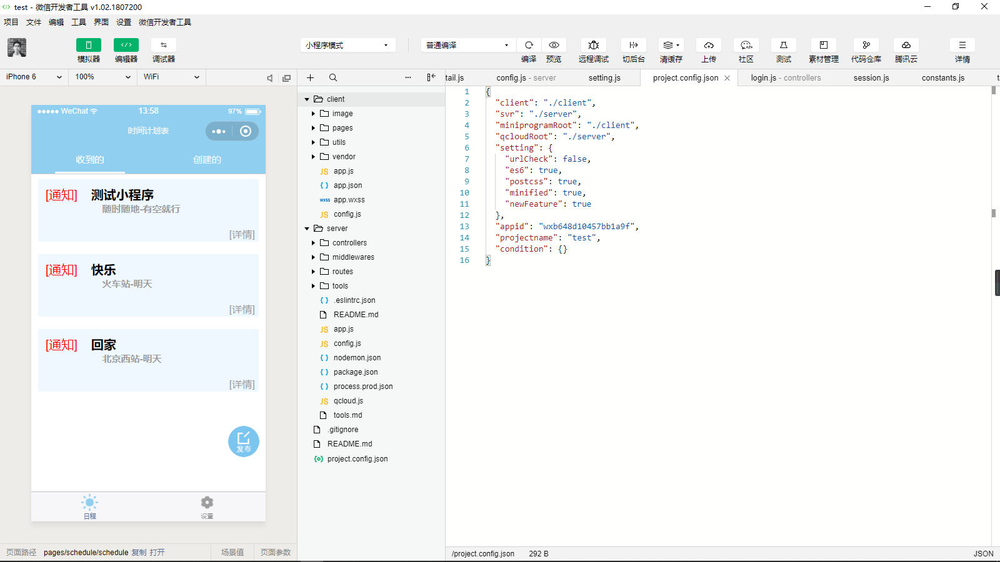 test - 微信开发者工具 v1.02.1807200
项目 文件 编辑 工具 界面 设置 微信开发者工具
模拟器 编辑器 调试器
小程序模式
普通编译
编译 预览 远程调试 切后台 清缓存 上传 社区 测试 素材管理 代码仓库 腾讯云 详情
iPhone 6 100% WiFi
WeChat 13:58 97%
时间计划表
收到的 创建的
[通知] 测试小程序
随时随地-有空就行
[详情]
[通知] 快乐
火车站-明天
[详情]
[通知] 回家
北京西站-明天
[详情]
发布
日程 设置
页面路径 pages/schedule/schedule 复制 打开 场景值 页面参数
client
image
pages
utils
vendor
JS app.js
{ } app.json
wxss app.wxss
JS config.js
server
controllers
middlewares
routes
tools
{ } .eslintrc.json
README.md
JS app.js
JS config.js
{ } nodemon.json
{ } package.json
{ } process.prod.json
JS qcloud.js
tools.md
.gitignore
README.md
project.config.json
tail.js config.js - server setting.js project.config.json login.js - controllers session.js constants.js
1 {
2 "client": "./client",
3 "svr": "./server",
4 "miniprogramRoot": "./client",
5 "qcloudRoot": "./server",
6 "setting": {
7 "urlCheck": false,
8 "es6": true,
9 "postcss": true,
10 "minified": true,
11 "newFeature": true
12 },
13 "appid": "wxb648d10457bb1a9f",
14 "projectname": "test",
15 "condition": {}
16 }
/project.config.json 292 B JSON